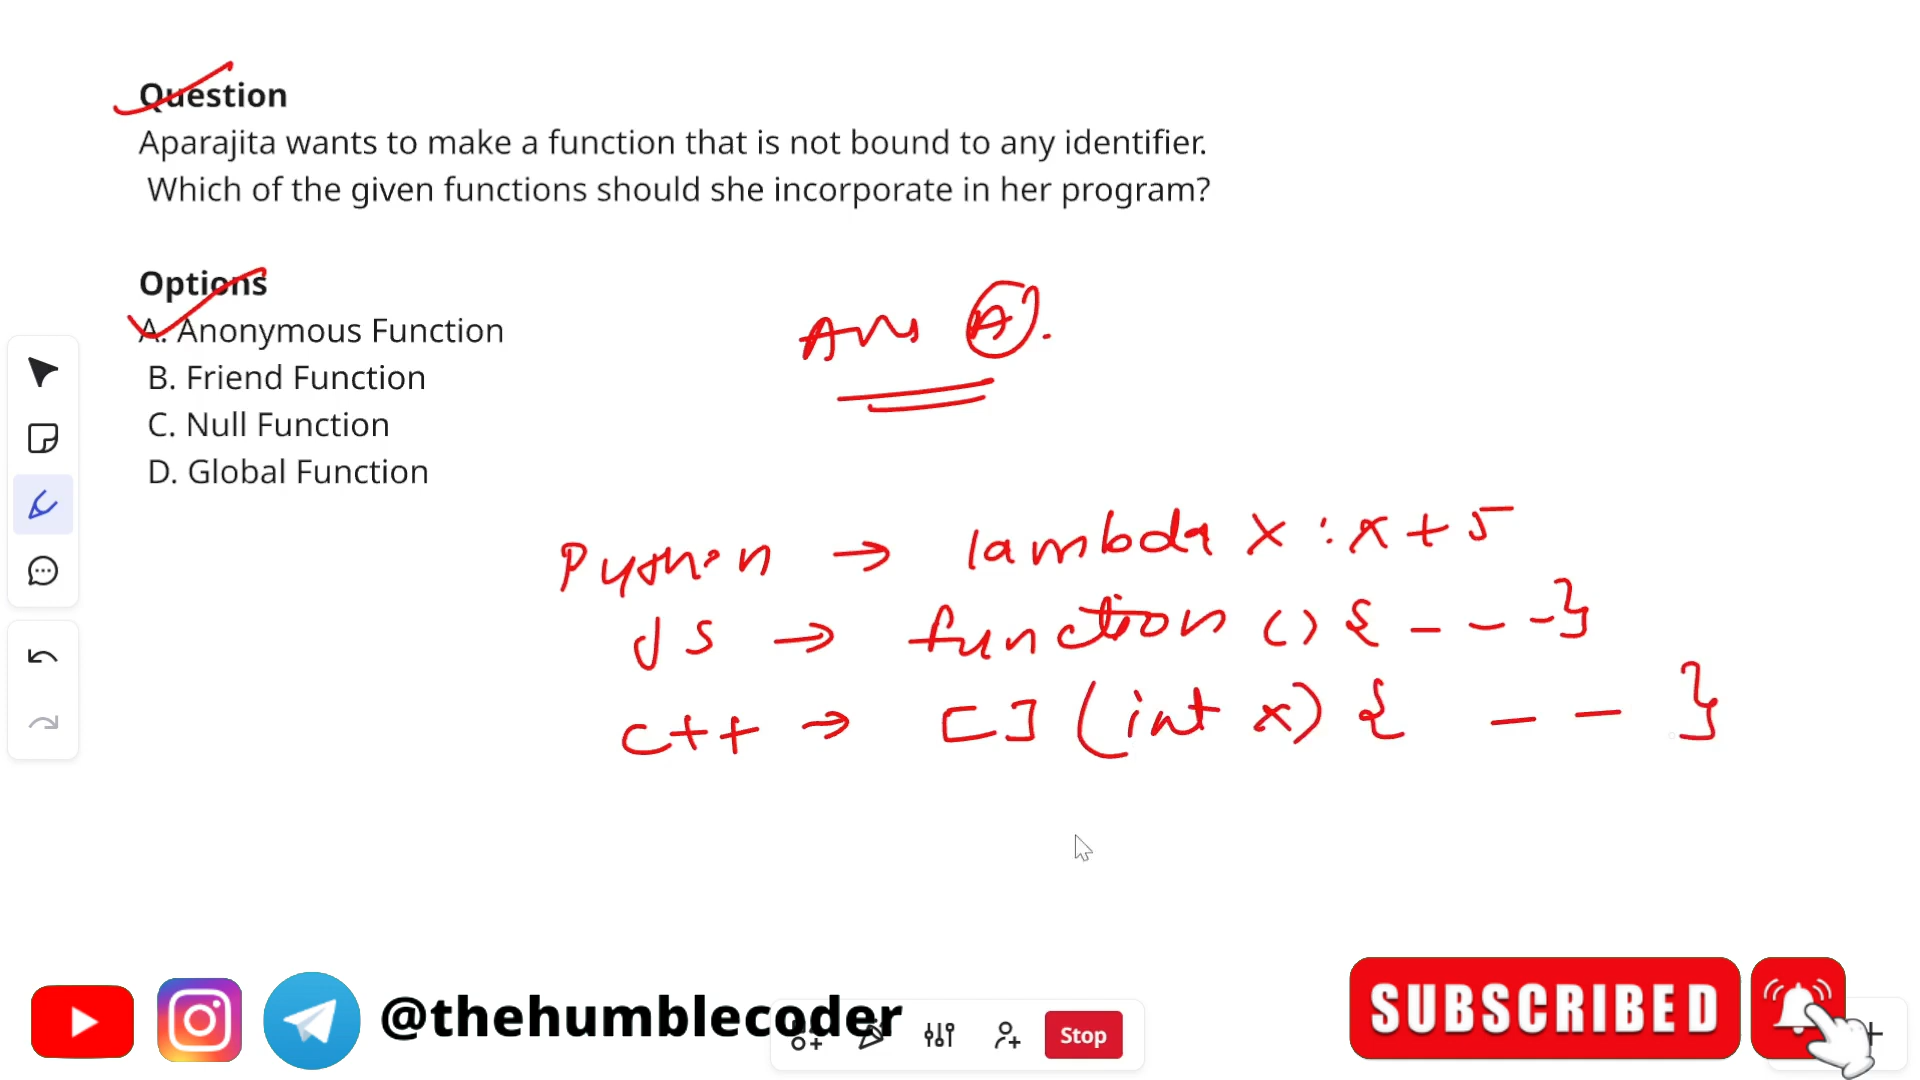 Question
Aparajita wants to make a function that is not bound to any identifier.
Which of the given functions should she incorporate in her program?
Options
A. Anonymous Function
B. Friend Function
C. Null Function
D. Global Function
Ans (A).
Python → lambda x : x + 5
JS → function () { - - - }
C++ → [] (int x) { - - }
@thehumblecoder
Stop
SUBSCRIBED